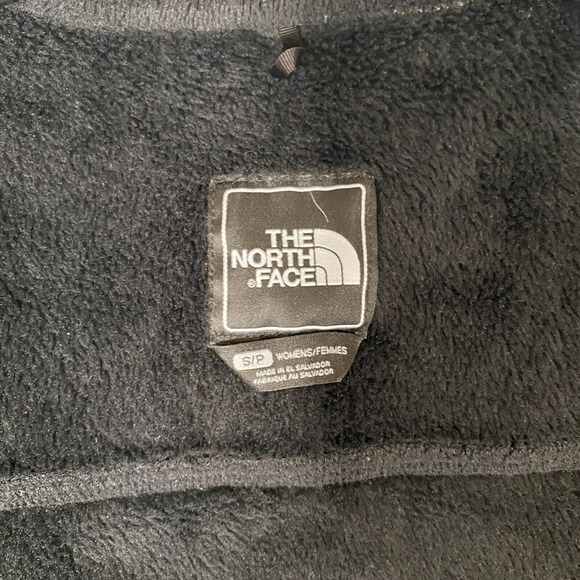 THE
NORTH
®FACE
S/P WOMENS/FEMMES
MADE IN EL SALVADOR
FABRIQUE AU SALVADOR